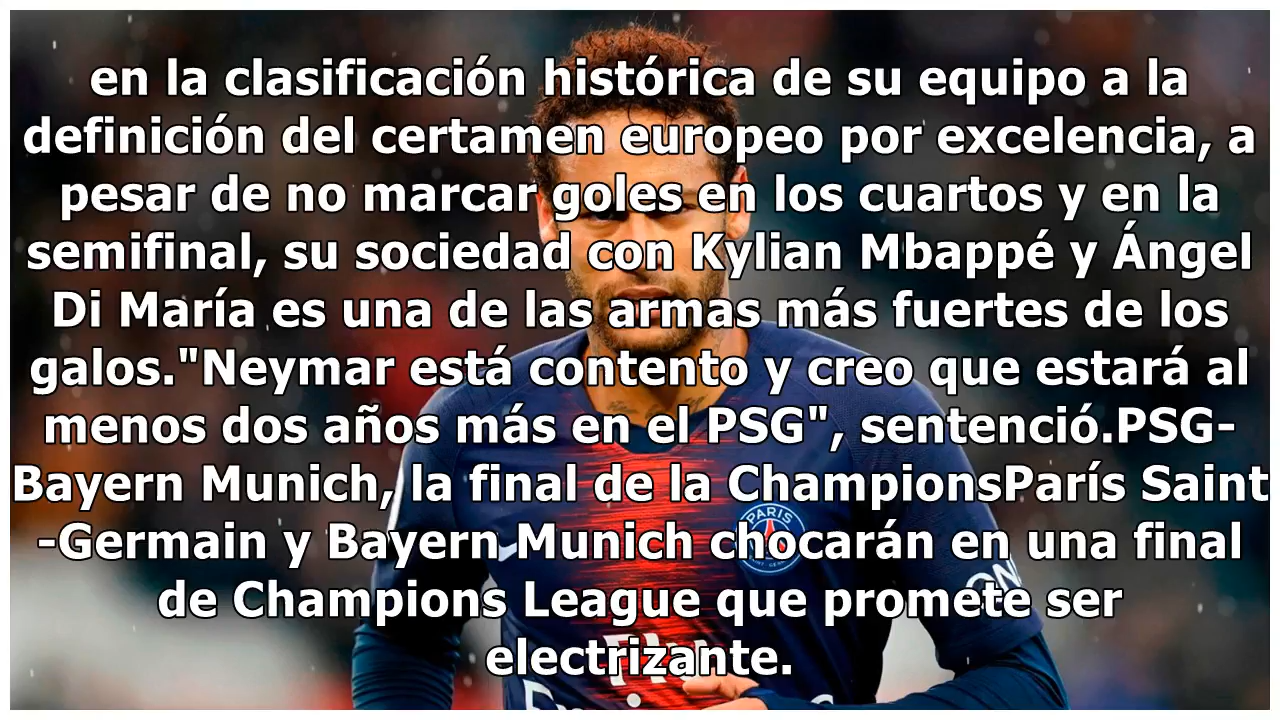 en la clasificación histórica de su equipo a la
definición del certamen europeo por excelencia, a
pesar de no marcar goles en los cuartos y en la
semifinal, su sociedad con Kylian Mbappé y Ángel
Di María es una de las armas más fuertes de los
galos."Neymar está contento y creo que estará al
menos dos años más en el PSG", sentenció.PSG-
Bayern Munich, la final de la ChampionsParís Saint
-Germain y Bayern Munich chocarán en una final
de Champions League que promete ser
electrizante.
PARIS